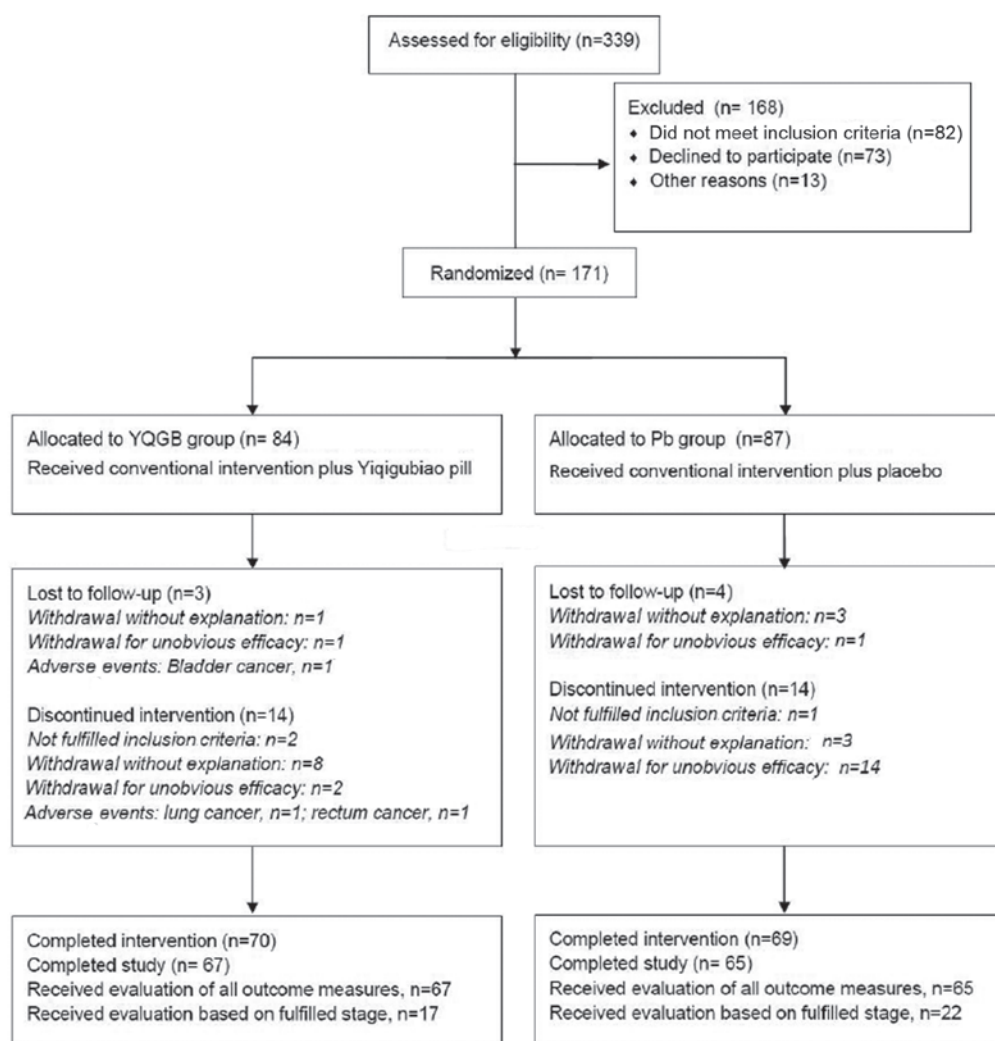 Assessed for eligibility (n=339)
Excluded (n= 168)
♦ Did not meet inclusion criteria (n=82)
♦ Declined to participate (n=73)
♦ Other reasons (n=13)
Randomized (n= 171)
Allocated to YQGB group (n= 84)
Received conventional intervention plus Yiqigubiao pill
Allocated to Pb group (n=87)
Received conventional intervention plus placebo
Lost to follow-up (n=3)
Withdrawal without explanation: n=1
Withdrawal for unobvious efficacy: n=1
Adverse events: Bladder cancer, n=1
Discontinued intervention (n=14)
Not fulfilled inclusion criteria: n=2
Withdrawal without explanation: n=8
Withdrawal for unobvious efficacy: n=2
Adverse events: lung cancer, n=1; rectum cancer, n=1
Lost to follow-up (n=4)
Withdrawal without explanation: n=3
Withdrawal for unobvious efficacy: n=1
Discontinued intervention (n=14)
Not fulfilled inclusion criteria: n=1
Withdrawal without explanation: n=3
Withdrawal for unobvious efficacy: n=14
Completed intervention (n=70)
Completed study (n= 67)
Received evaluation of all outcome measures, n=67
Received evaluation based on fulfilled stage, n=17
Completed intervention (n=69)
Completed study (n= 65)
Received evaluation of all outcome measures, n=65
Received evaluation based on fulfilled stage, n=22